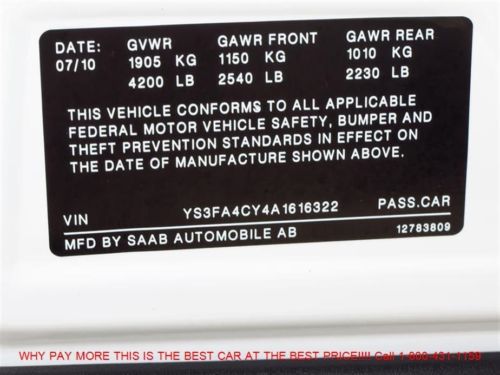 DATE: GVWR GAWR FRONT GAWR REAR
07/10 1905 KG 1150 KG 1010 KG
4200 LB 2540 LB 2230 LB
THIS VEHICLE CONFORMS TO ALL APPLICABLE
FEDERAL MOTOR VEHICLE SAFETY, BUMPER AND
THEFT PREVENTION STANDARDS IN EFFECT ON
THE DATE OF MANUFACTURE SHOWN ABOVE.
VIN YS3FA4CY4A1616322 PASS.CAR
MFD BY SAAB AUTOMOBILE AB 12783809
WHY PAY MORE THIS IS THE BEST CAR AT THE BEST PRICE!!!! Call